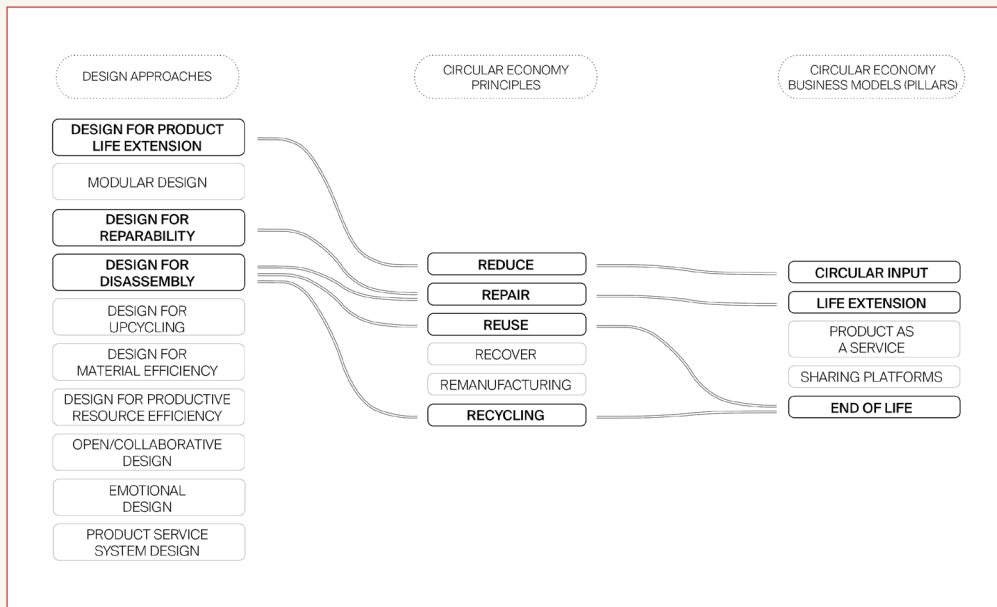 DESIGN APPROACHES
CIRCULAR ECONOMY
PRINCIPLES
CIRCULAR ECONOMY
BUSINESS MODELS (PILLARS)
DESIGN FOR PRODUCT
LIFE EXTENSION
MODULAR DESIGN
DESIGN FOR
REPARABILITY
DESIGN FOR
DISASSEMBLY
DESIGN FOR
UPCYCLING
DESIGN FOR
MATERIAL EFFICIENCY
DESIGN FOR PRODUCTIVE
RESOURCE EFFICIENCY
OPEN/COLLABORATIVE
DESIGN
EMOTIONAL
DESIGN
PRODUCT SERVICE
SYSTEM DESIGN
REDUCE
REPAIR
REUSE
RECOVER
REMANUFACTURING
RECYCLING
CIRCULAR INPUT
LIFE EXTENSION
PRODUCT AS
A SERVICE
SHARING PLATFORMS
END OF LIFE